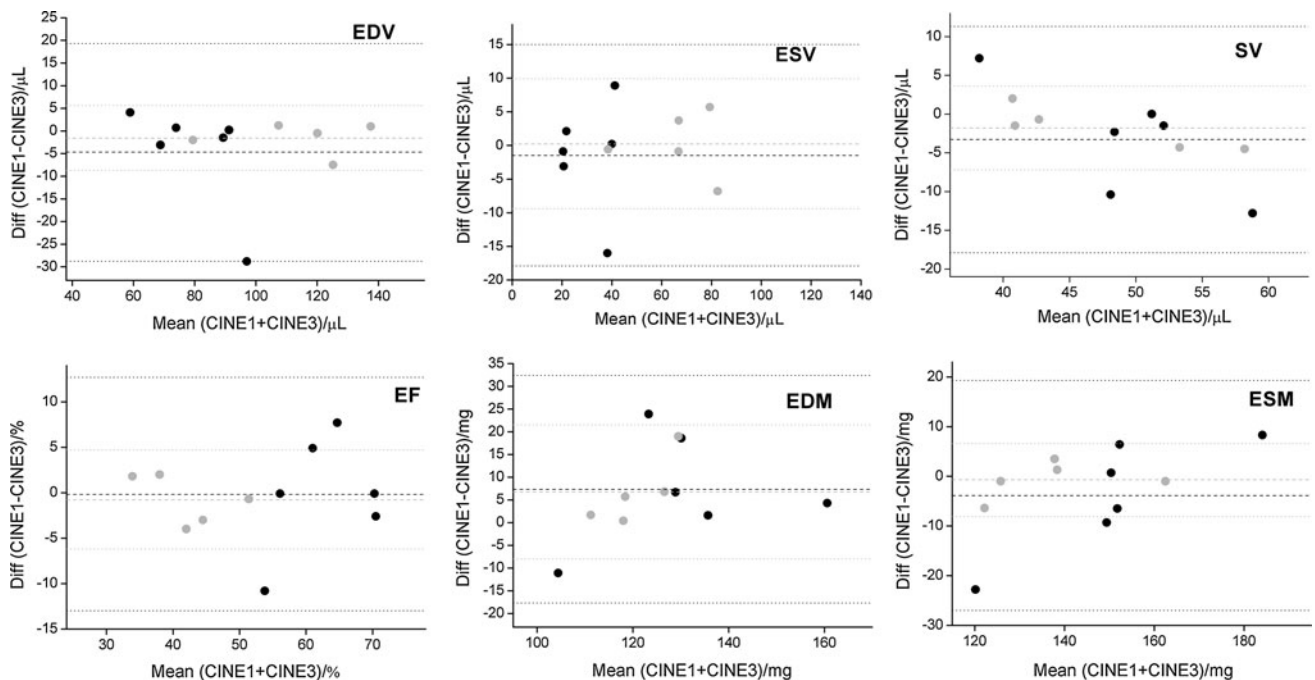 EDV
Diff (CINE1-CINE3)/μL
25
20
15
10
5
0
-5
-10
-15
-20
-25
-30
40 60 80 100 120 140
Mean (CINE1+CINE3)/μL
ESV
Diff (CINE1-CINE3)/μL
15
10
5
0
-5
-10
-15
-20
0 20 40 60 80 100 120 140
Mean (CINE1+CINE3)/μL
SV
Diff (CINE1-CINE3)/μL
10
5
0
-5
-10
-15
-20
40 45 50 55 60
Mean (CINE1+CINE3)/μL
EF
Diff (CINE1-CINE3)/%
10
5
0
-5
-10
-15
30 40 50 60 70
Mean (CINE1+CINE3)/%
EDM
Diff (CINE1-CINE3)/mg
35
30
25
20
15
10
5
0
-5
-10
-15
-20
100 120 140 160
Mean (CINE1+CINE3)/mg
ESM
Diff (CINE1-CINE3)/mg
20
10
0
-10
-20
-30
120 140 160 180
Mean (CINE1+CINE3)/mg